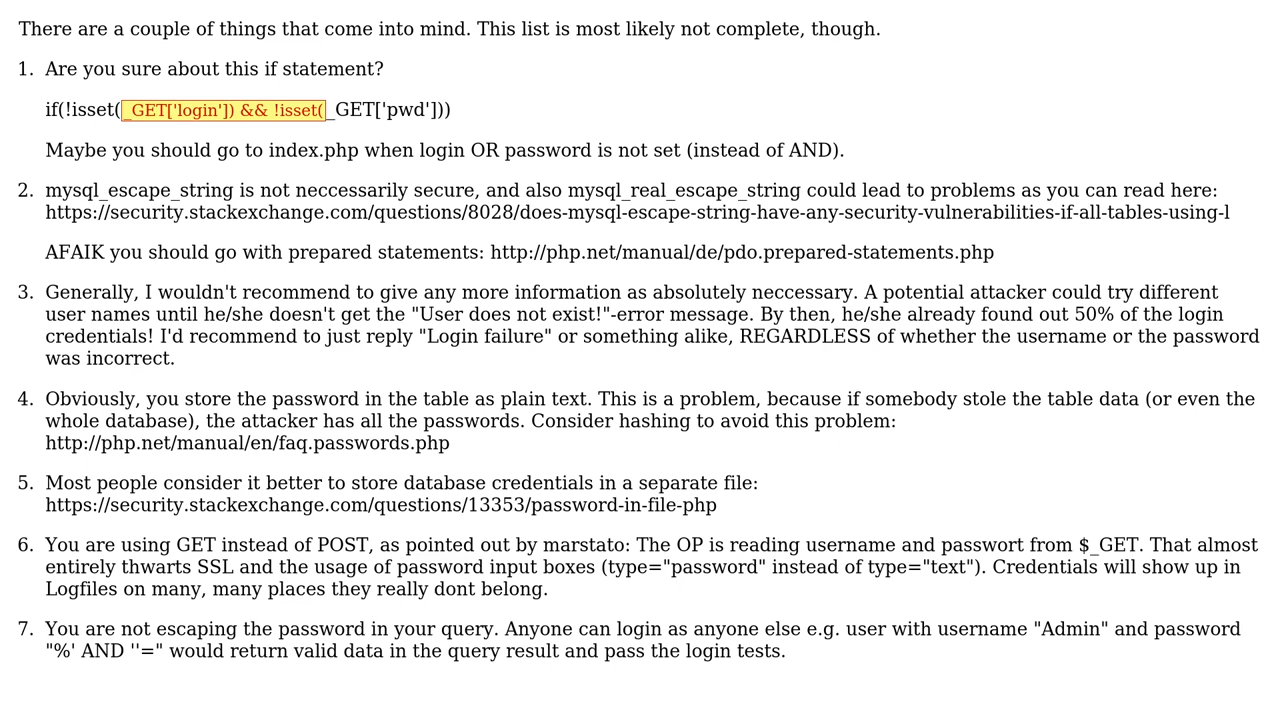 There are a couple of things that come into mind. This list is most likely not complete, though.
1. Are you sure about this if statement?
if(!isset(_GET['login']) && !isset(_GET['pwd']))
Maybe you should go to index.php when login OR password is not set (instead of AND).
2. mysql_escape_string is not neccessarily secure, and also mysql_real_escape_string could lead to problems as you can read here:
https://security.stackexchange.com/questions/8028/does-mysql-escape-string-have-any-security-vulnerabilities-if-all-tables-using-l
AFAIK you should go with prepared statements: http://php.net/manual/de/pdo.prepared-statements.php
3. Generally, I wouldn't recommend to give any more information as absolutely neccessary. A potential attacker could try different
user names until he/she doesn't get the "User does not exist!"-error message. By then, he/she already found out 50% of the login
credentials! I'd recommend to just reply "Login failure" or something alike, REGARDLESS of whether the username or the password
was incorrect.
4. Obviously, you store the password in the table as plain text. This is a problem, because if somebody stole the table data (or even the
whole database), the attacker has all the passwords. Consider hashing to avoid this problem:
http://php.net/manual/en/faq.passwords.php
5. Most people consider it better to store database credentials in a separate file:
https://security.stackexchange.com/questions/13353/password-in-file-php
6. You are using GET instead of POST, as pointed out by marstato: The OP is reading username and passwort from $_GET. That almost
entirely thwarts SSL and the usage of password input boxes (type="password" instead of type="text"). Credentials will show up in
Logfiles on many, many places they really dont belong.
7. You are not escaping the password in your query. Anyone can login as anyone else e.g. user with username "Admin" and password
"%' AND ''=" would return valid data in the query result and pass the login tests.